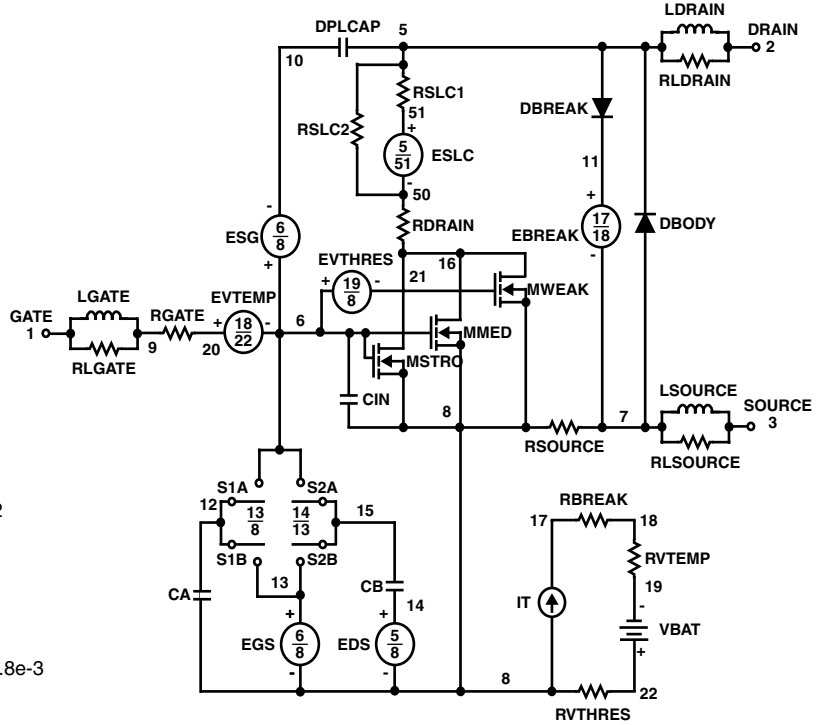 LDRAIN
DPLCAP 5 DRAIN
10 2
RLDRAIN
RSLC1
51
DBREAK
RSLC2 +
5
51
ESLC
11
-
50
- +
RDRAIN
6
8
ESG
17
18
EBREAK
DBODY
EVTHRES 16
+ 21 -
+ 19
8
-
MWEAK
LGATE EVTEMP
GATE RGATE + - 6
18
22
MMED
1 9 20
MSTRO
RLGATE
LSOURCE
CIN 8 7 SOURCE
3
RSOURCE
RLSOURCE
S1A S2A
12 15
RBREAK
13
8
14
13
17 18
2
S1B S2B
RVTEMP
13 CB 19
CA
14 IT
-
+ +
VBAT
6
8
5
8
EGS EDS +
- - 8
.8e-3
22
RVTHRES